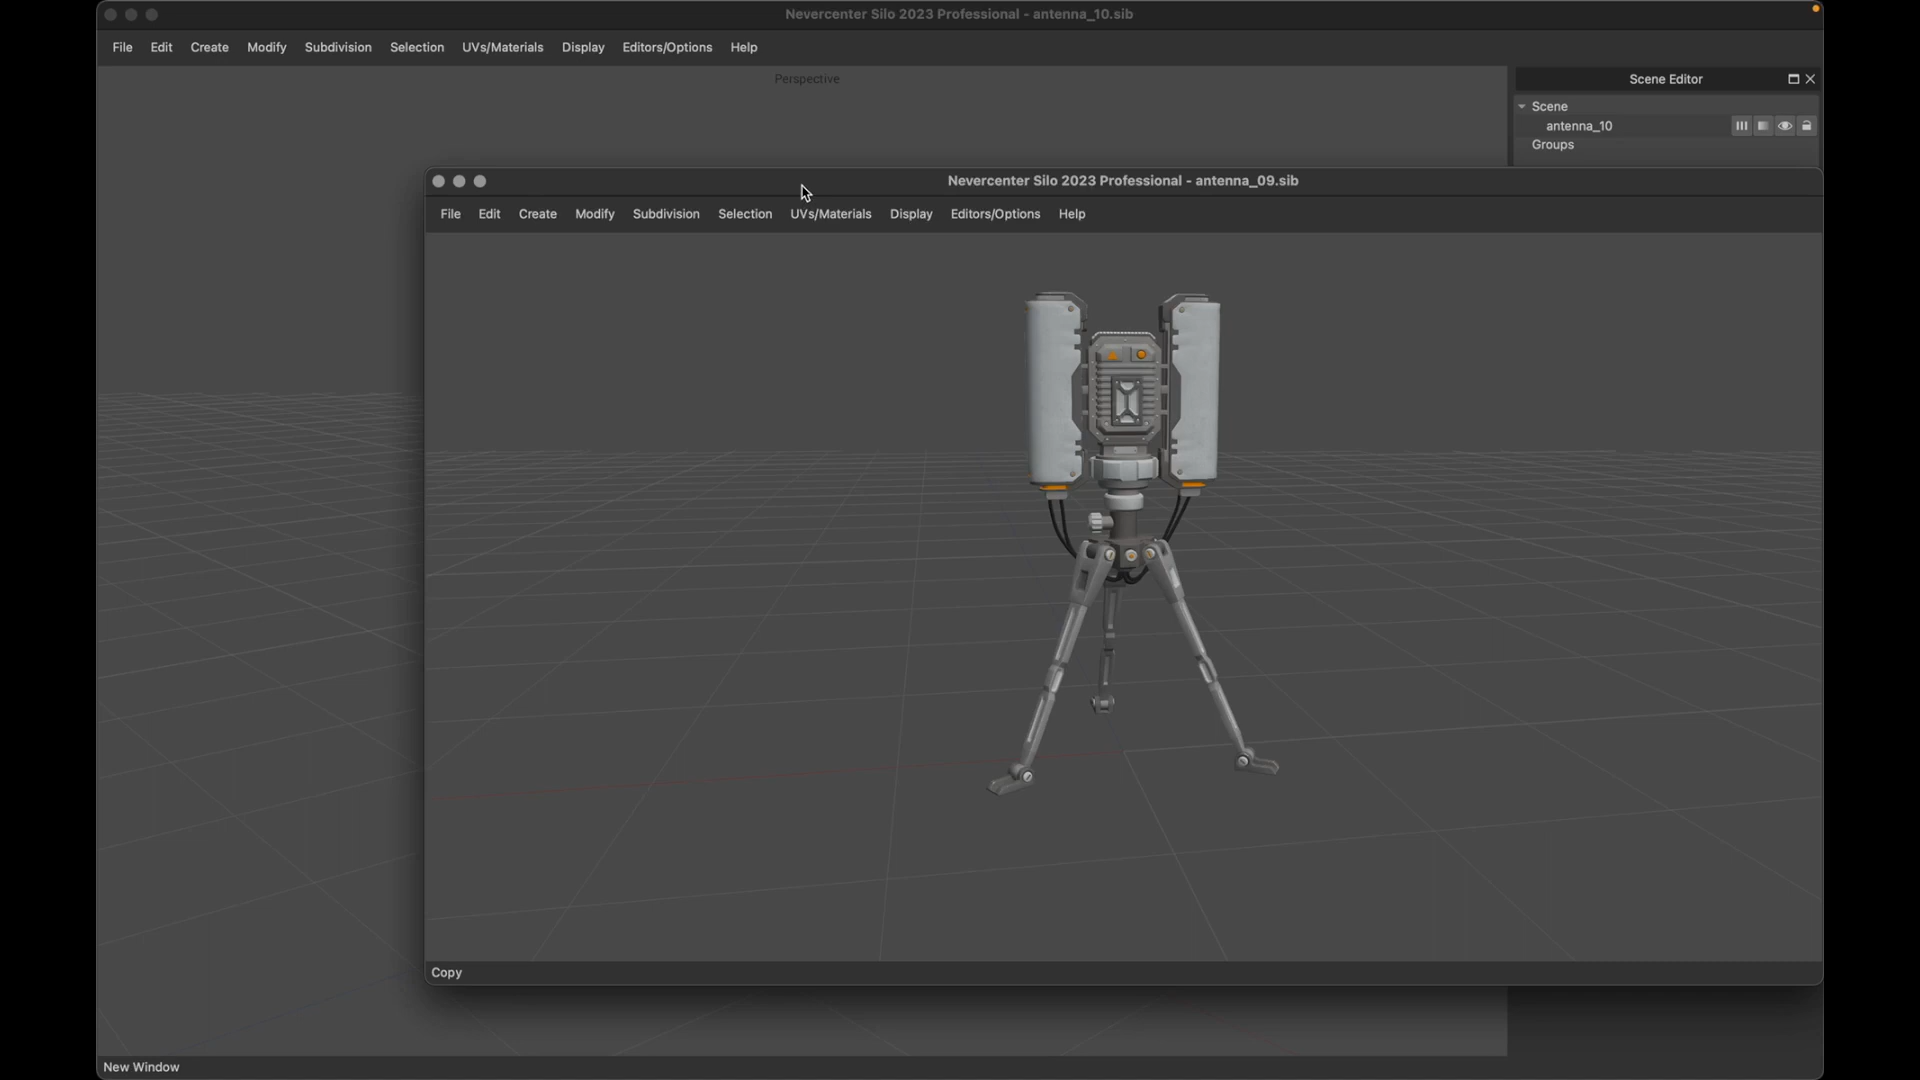 Nevercenter Silo 2023 Professional - antenna_10.sib
File Edit Create Modify Subdivision Selection UVs/Materials Display Editors/Options Help
Perspective
Scene Editor
Scene
antenna_10
Groups
Nevercenter Silo 2023 Professional - antenna_09.sib
File Edit Create Modify Subdivision Selection UVs/Materials Display Editors/Options Help
Copy
New Window